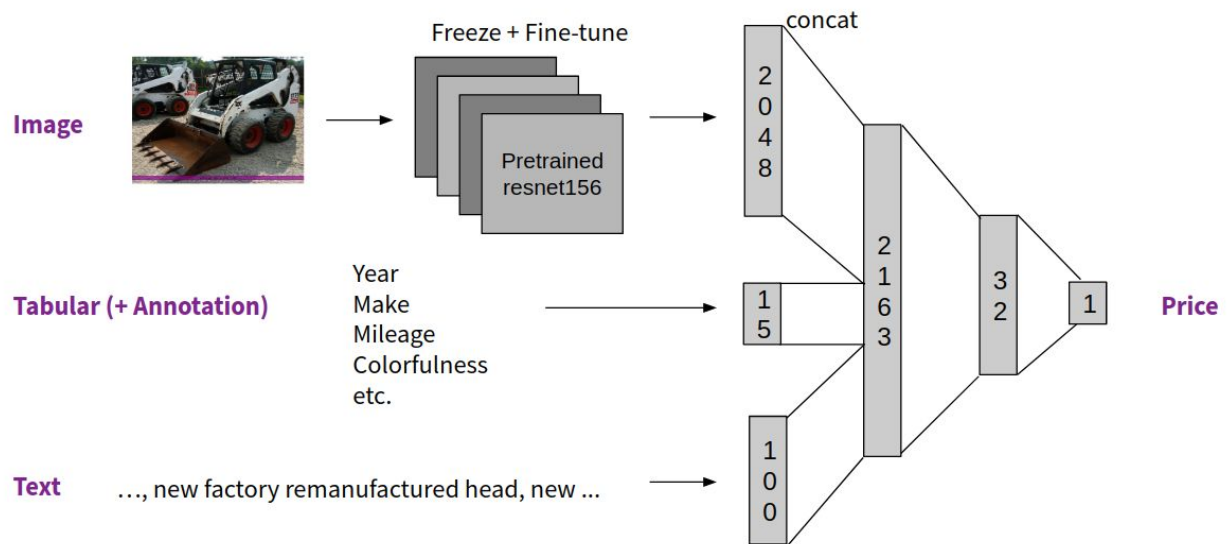 Freeze + Fine-tune
concat
Image
Pretrained
resnet156
2048
Tabular (+ Annotation)
Year
Make
Mileage
Colorfulness
etc.
15
2163
32
1
Price
Text
…, new factory remanufactured head, new ...
100